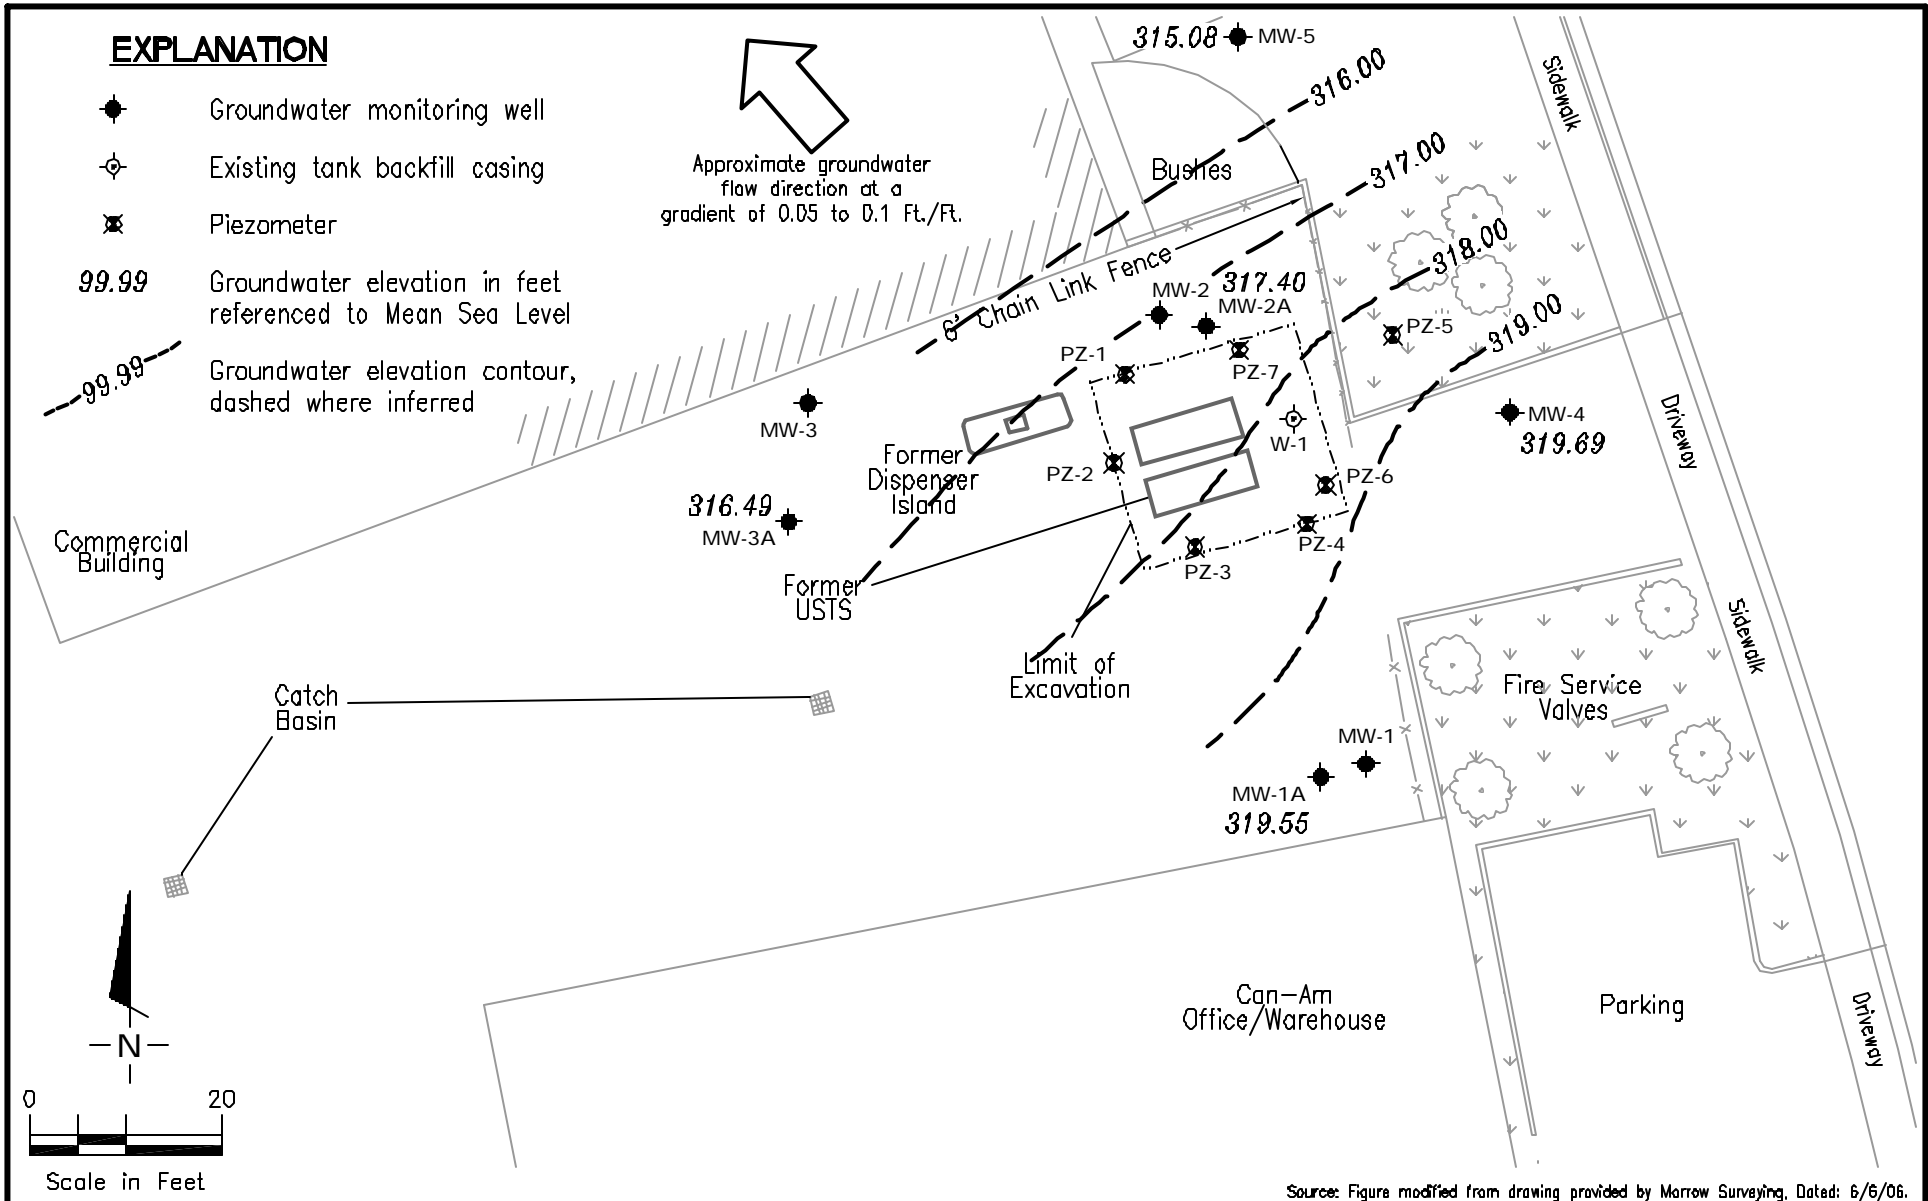 EXPLANATION
Groundwater monitoring well
Existing tank backfill casing
Piezometer
99.99
Groundwater elevation in feet
referenced to Mean Sea Level
99.99
Groundwater elevation contour,
dashed where inferred
Approximate groundwater
flow direction at a
gradient of 0.05 to 0.1 Ft./Ft.
315.08
MW-5
316.00
317.00
318.00
319.00
Bushes
6' Chain Link Fence
Sidewalk
MW-2
317.40
MW-2A
PZ-5
PZ-1
PZ-7
MW-3
W-1
MW-4
319.69
Driveway
Former
Dispenser
Island
PZ-2
PZ-6
316.49
MW-3A
PZ-4
PZ-3
Commercial
Building
Former
USTS
Limit of
Excavation
Sidewalk
Fire Service
Valves
Catch
Basin
MW-1
MW-1A
319.55
Can-Am
Office/Warehouse
Parking
Driveway
N
0
20
Scale in Feet
Source: Figure modified from drawing provided by Morrow Surveying, Dated: 6/6/06.